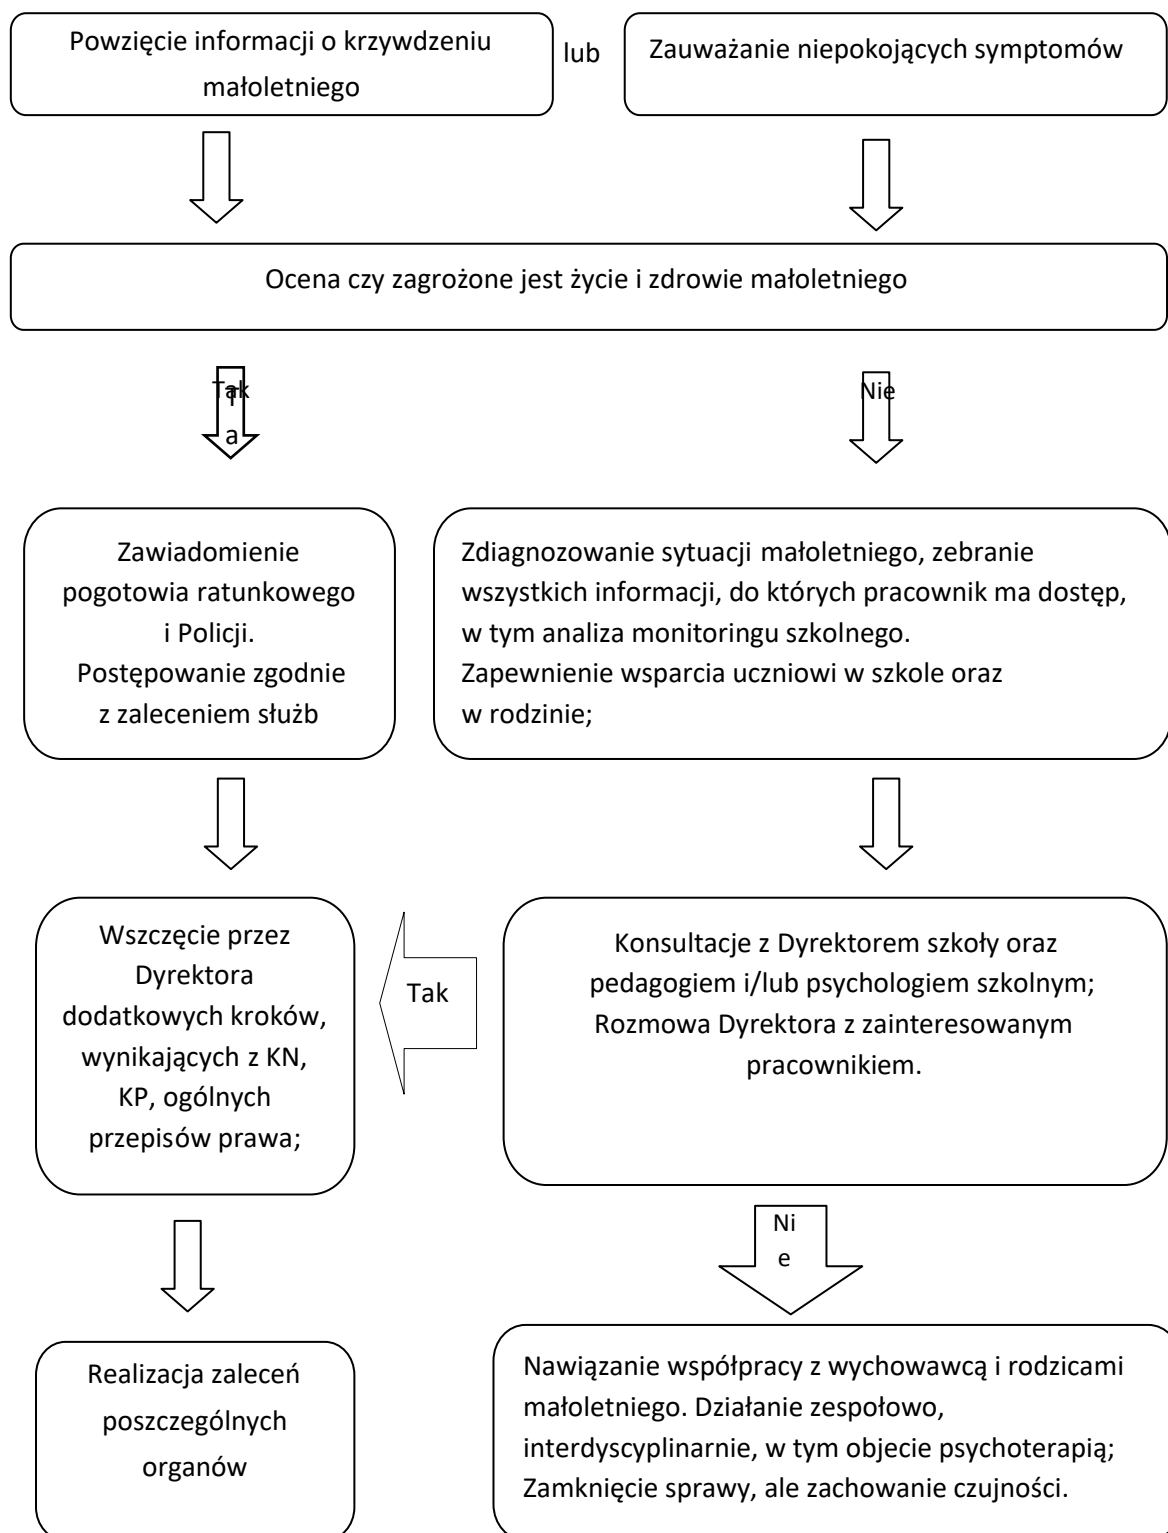 Powzięcie informacji o krzywdzeniu
małoletniego
lub
Zauważanie niepokojących symptomów
Ocena czy zagrożone jest życie i zdrowie małoletniego
Tak
T
a
Nie
Zawiadomienie
pogotowia ratunkowego
i Policji.
Postępowanie zgodnie
z zaleceniem służb
Zdiagnozowanie sytuacji małoletniego, zebranie
wszystkich informacji, do których pracownik ma dostęp,
w tym analiza monitoringu szkolnego.
Zapewnienie wsparcia uczniowi w szkole oraz
w rodzinie;
Wszczęcie przez
Dyrektora
dodatkowych kroków,
wynikających z KN,
KP, ogólnych
przepisów prawa;
Tak
Konsultacje z Dyrektorem szkoły oraz
pedagogiem i/lub psychologiem szkolnym;
Rozmowa Dyrektora z zainteresowanym
pracownikiem.
Ni
e
Realizacja zaleceń
poszczególnych
organów
Nawiązanie współpracy z wychowawcą i rodzicami
małoletniego. Działanie zespołowo,
interdyscyplinarnie, w tym objecie psychoterapią;
Zamknięcie sprawy, ale zachowanie czujności.